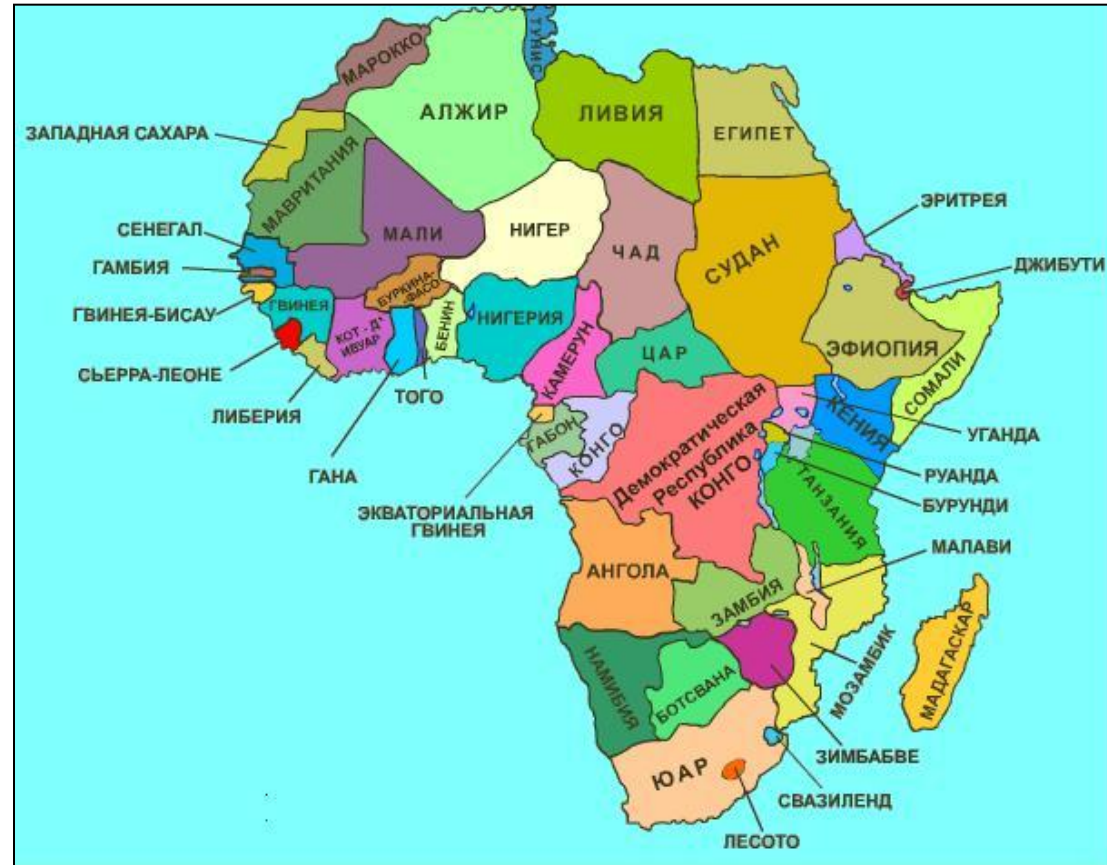 ТУНИС
МАРОККО
АЛЖИР
ЛИВИЯ
ЕГИПЕТ
ЗАПАДНАЯ САХАРА
МАВРИТАНИЯ
МАЛИ
НИГЕР
ЧАД
СУДАН
ЭРИТРЕЯ
СЕНЕГАЛ
ГАМБИЯ
ДЖИБУТИ
ГВИНЕЯ-БИСАУ
ГВИНЕЯ
БУРКИНА-
-ФАСО
БЕНИН
НИГЕРИЯ
КОТ - Д'
ИВУАР
КАМЕРУН
ЦАР
ЭФИОПИЯ
СОМАЛИ
СЬЕРРА-ЛЕОНЕ
ЛИБЕРИЯ
ТОГО
ГАНА
ГАБОН
КОНГО
Демократическая
Республика
КОНГО
КЕНИЯ
УГАНДА
РУАНДА
БУРУНДИ
ЭКВАТОРИАЛЬНАЯ
ГВИНЕЯ
ТАНЗАНИЯ
МАЛАВИ
АНГОЛА
ЗАМБИЯ
МОЗАМБИК
МАДАГАСКАР
НАМИБИЯ
БОТСВАНА
ЗИМБАБВЕ
ЮАР
СВАЗИЛЕНД
ЛЕСОТО